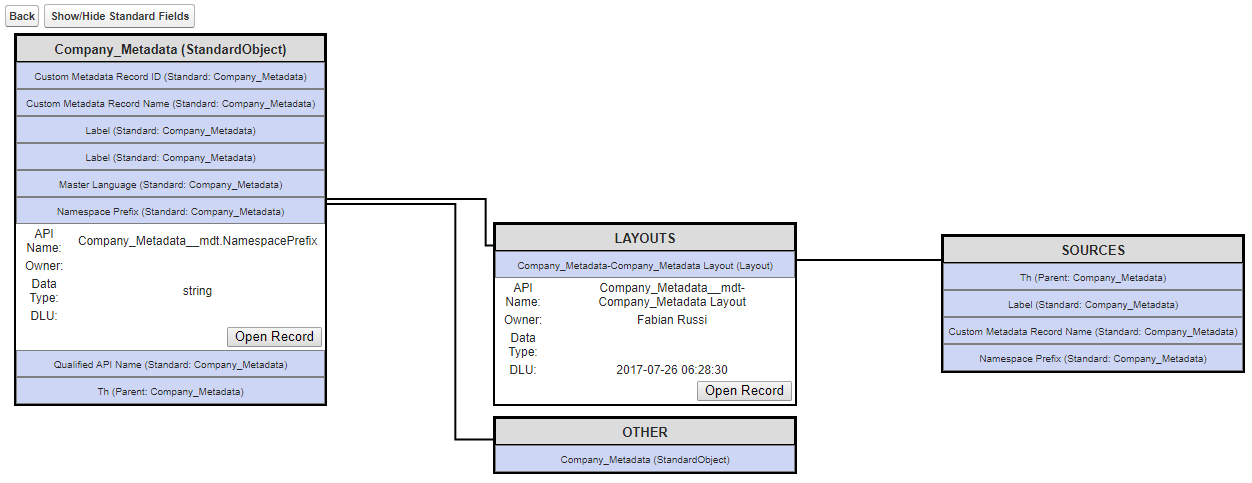 Back
Show/Hide Standard Fields
Company_Metadata (StandardObject)
Custom Metadata Record ID (Standard: Company_Metadata)
Custom Metadata Record Name (Standard: Company_Metadata)
Label (Standard: Company_Metadata)
Label (Standard: Company_Metadata)
Master Language (Standard: Company_Metadata)
Namespace Prefix (Standard: Company_Metadata)
API
Name:
Company_Metadata__mdt.NamespacePrefix
Owner:
Data
Type:
string
DLU:
Open Record
Qualified API Name (Standard: Company_Metadata)
Th (Parent: Company_Metadata)
LAYOUTS
Company_Metadata-Company_Metadata Layout (Layout)
API
Name:
Company_Metadata__mdt-
Company_Metadata Layout
Owner:
Fabian Russi
Data
Type:
DLU:
2017-07-26 06:28:30
Open Record
OTHER
Company_Metadata (StandardObject)
SOURCES
Th (Parent: Company_Metadata)
Label (Standard: Company_Metadata)
Custom Metadata Record Name (Standard: Company_Metadata)
Namespace Prefix (Standard: Company_Metadata)